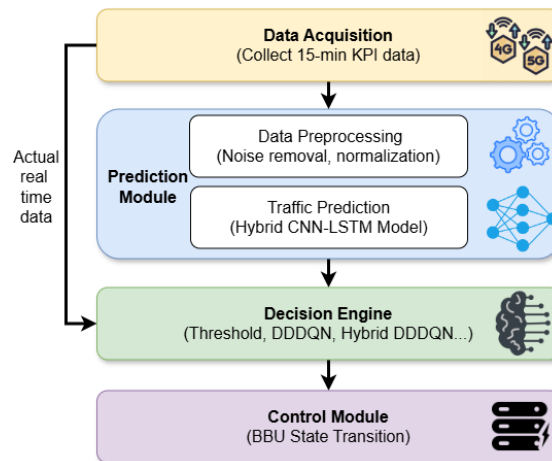 Data Acquisition
(Collect 15-min KPI data)
4G
5G
Actual
real
time
data
Prediction
Module
Data Preprocessing
(Noise removal, normalization)
Traffic Prediction
(Hybrid CNN-LSTM Model)
Decision Engine
(Threshold, DDDQN, Hybrid DDDQN...)
Control Module
(BBU State Transition)